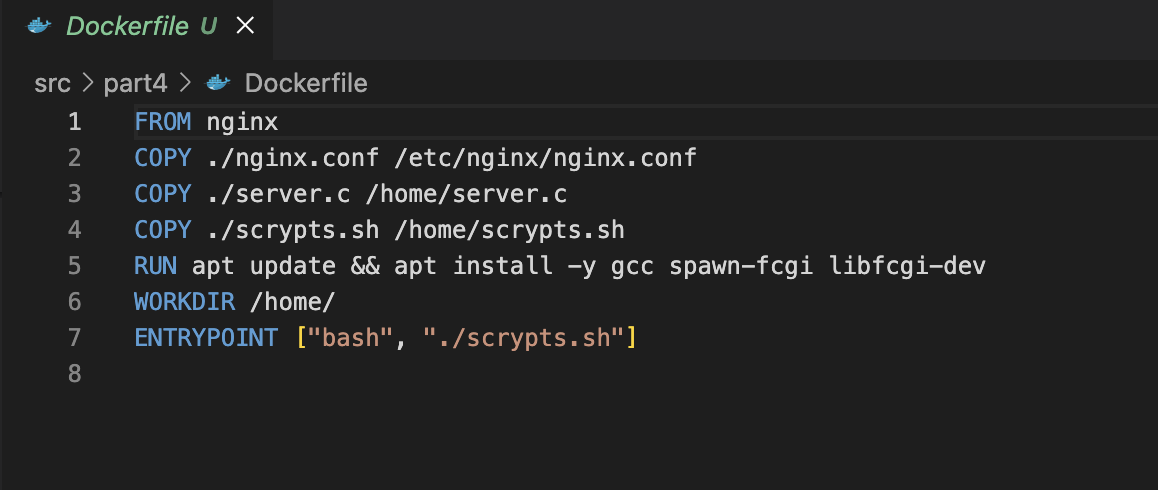 Dockerfile U
src > part4 > Dockerfile
1 FROM nginx
2 COPY ./nginx.conf /etc/nginx/nginx.conf
3 COPY ./server.c /home/server.c
4 COPY ./scrypts.sh /home/scrypts.sh
5 RUN apt update && apt install -y gcc spawn-fcgi libfcgi-dev
6 WORKDIR /home/
7 ENTRYPOINT ["bash", "./scrypts.sh"]
8